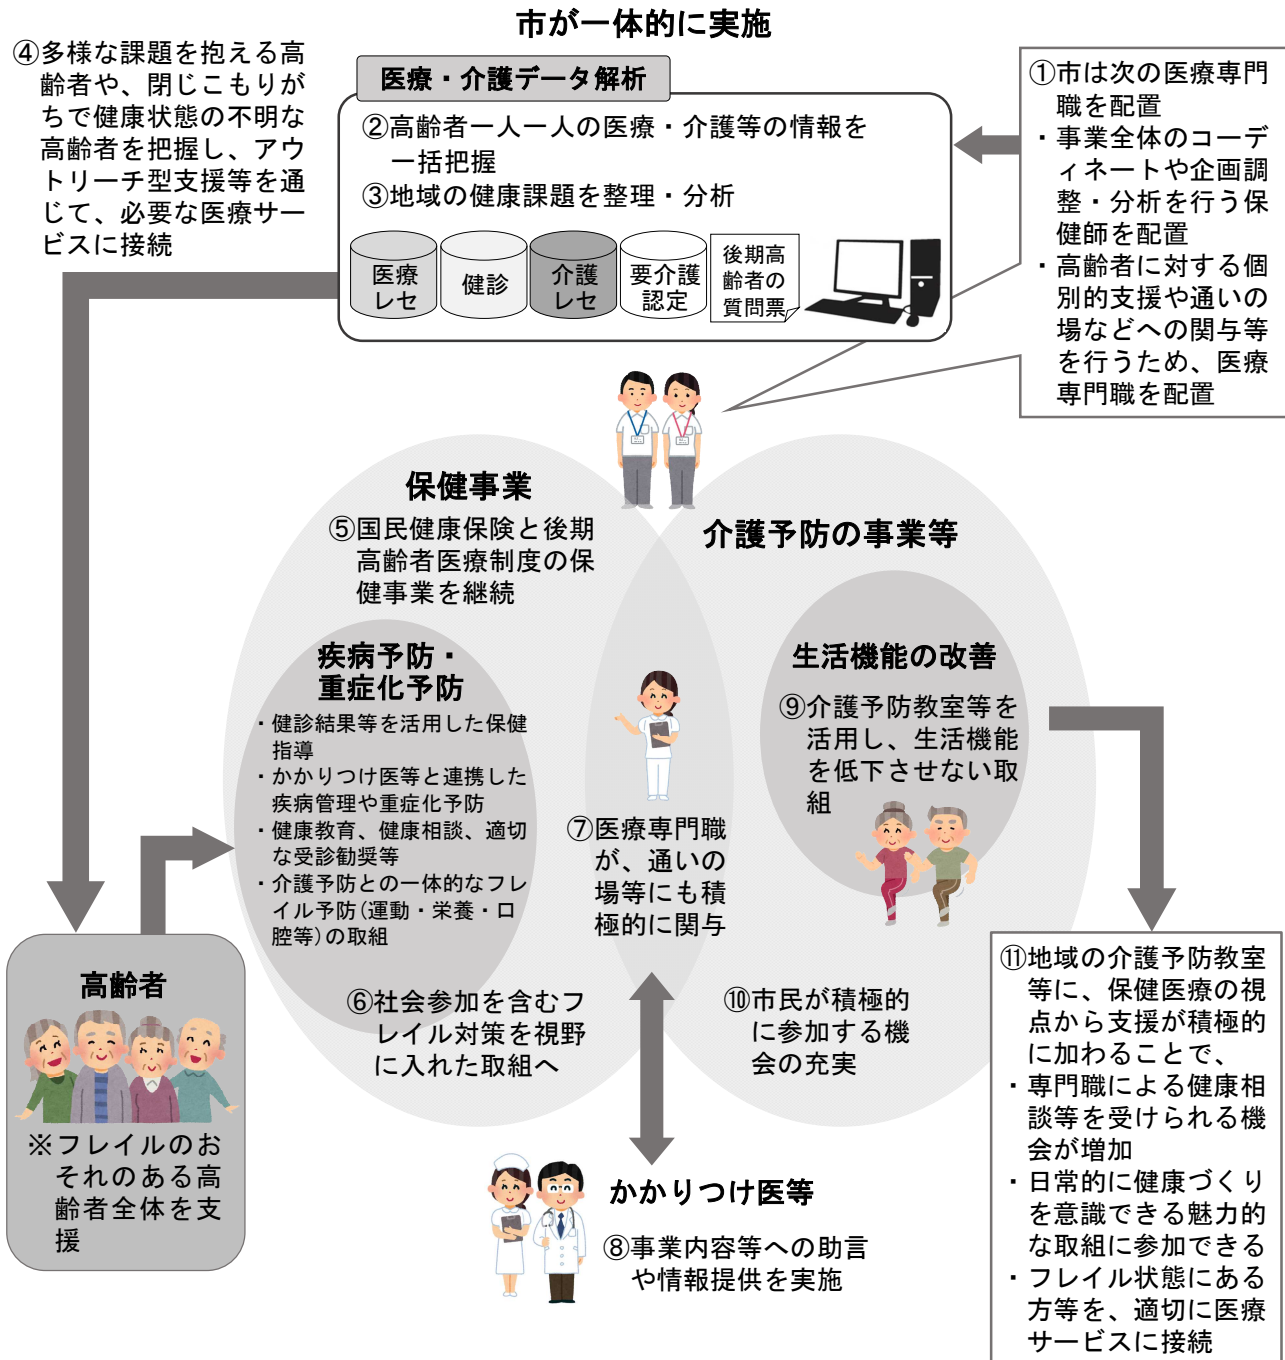 市が一体的に実施
④多様な課題を抱える高
齢者や、閉じこもりが
ちで健康状態の不明な
高齢者を把握し、アウ
トリーチ型支援等を通
じて、必要な医療サー
ビスに接続
医療・介護データ解析
②高齢者一人一人の医療・介護等の情報を
一括把握
③地域の健康課題を整理・分析
医療
レセ
健診
介護
レセ
要介護
認定
後期高
齢者の
質問票
①市は次の医療専門
職を配置
・事業全体のコーデ
ィネートや企画調
整・分析を行う保
健師を配置
・高齢者に対する個
別的支援や通いの
場などへの関与等
を行うため、医療
専門職を配置
保健事業
⑤国民健康保険と後期
高齢者医療制度の保
健事業を継続
疾病予防・
重症化予防
・健診結果等を活用した保健
指導
・かかりつけ医等と連携した
疾病管理や重症化予防
・健康教育、健康相談、適切
な受診勧奨等
・介護予防との一体的なフレ
イル予防(運動・栄養・口
腔等)の取組
⑥社会参加を含むフ
レイル対策を視野
に入れた取組へ
⑦医療専門職
が、通いの
場等にも積
極的に関与
介護予防の事業等
生活機能の改善
⑨介護予防教室等を
活用し、生活機能
を低下させない取
組
⑩市民が積極的
に参加する機
会の充実
高齢者
※フレイルのお
それのある高
齢者全体を支
援
かかりつけ医等
⑧事業内容等への助言
や情報提供を実施
⑪地域の介護予防教室
等に、保健医療の視
点から支援が積極的
に加わることで、
・専門職による健康相
談等を受けられる機
会が増加
・日常的に健康づくり
を意識できる魅力的
な取組に参加できる
・フレイル状態にある
方等を、適切に医療
サービスに接続